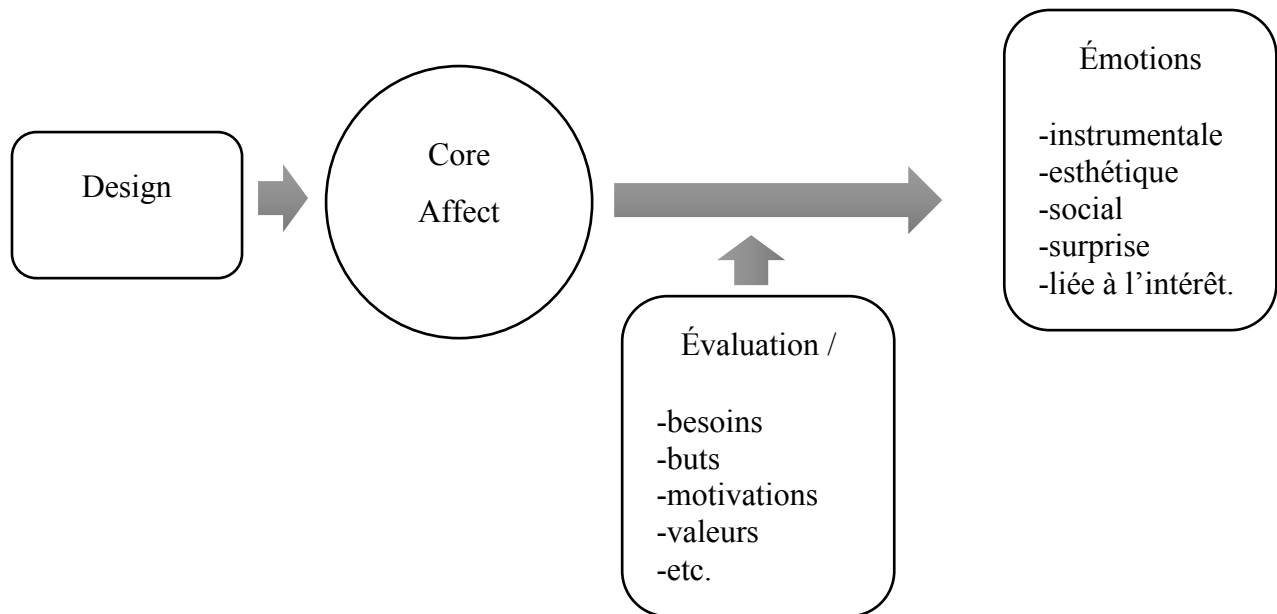 Design
Core
Affect
Évaluation /
-besoins
-buts
-motivations
-valeurs
-etc.
Émotions
-instrumentale
-esthétique
-social
-surprise
-liée à l’intérêt.